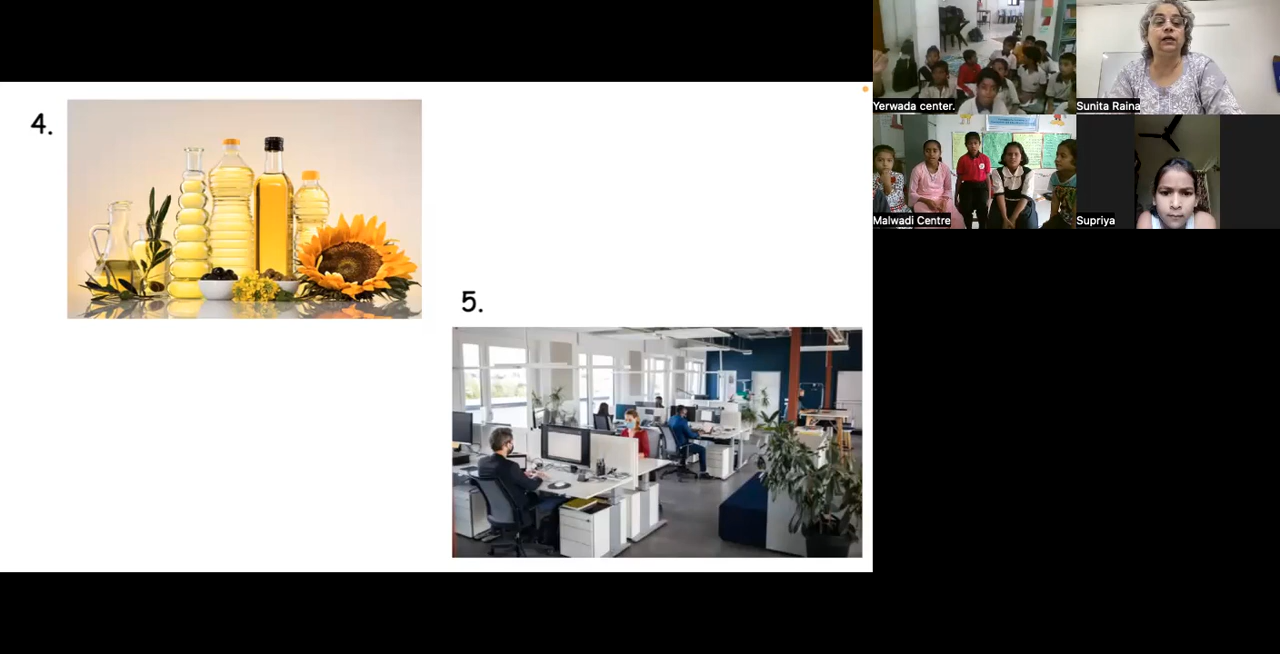 4.
5.
Yerwada center.
Sunita Raina
Malwadi Centre
Supriya